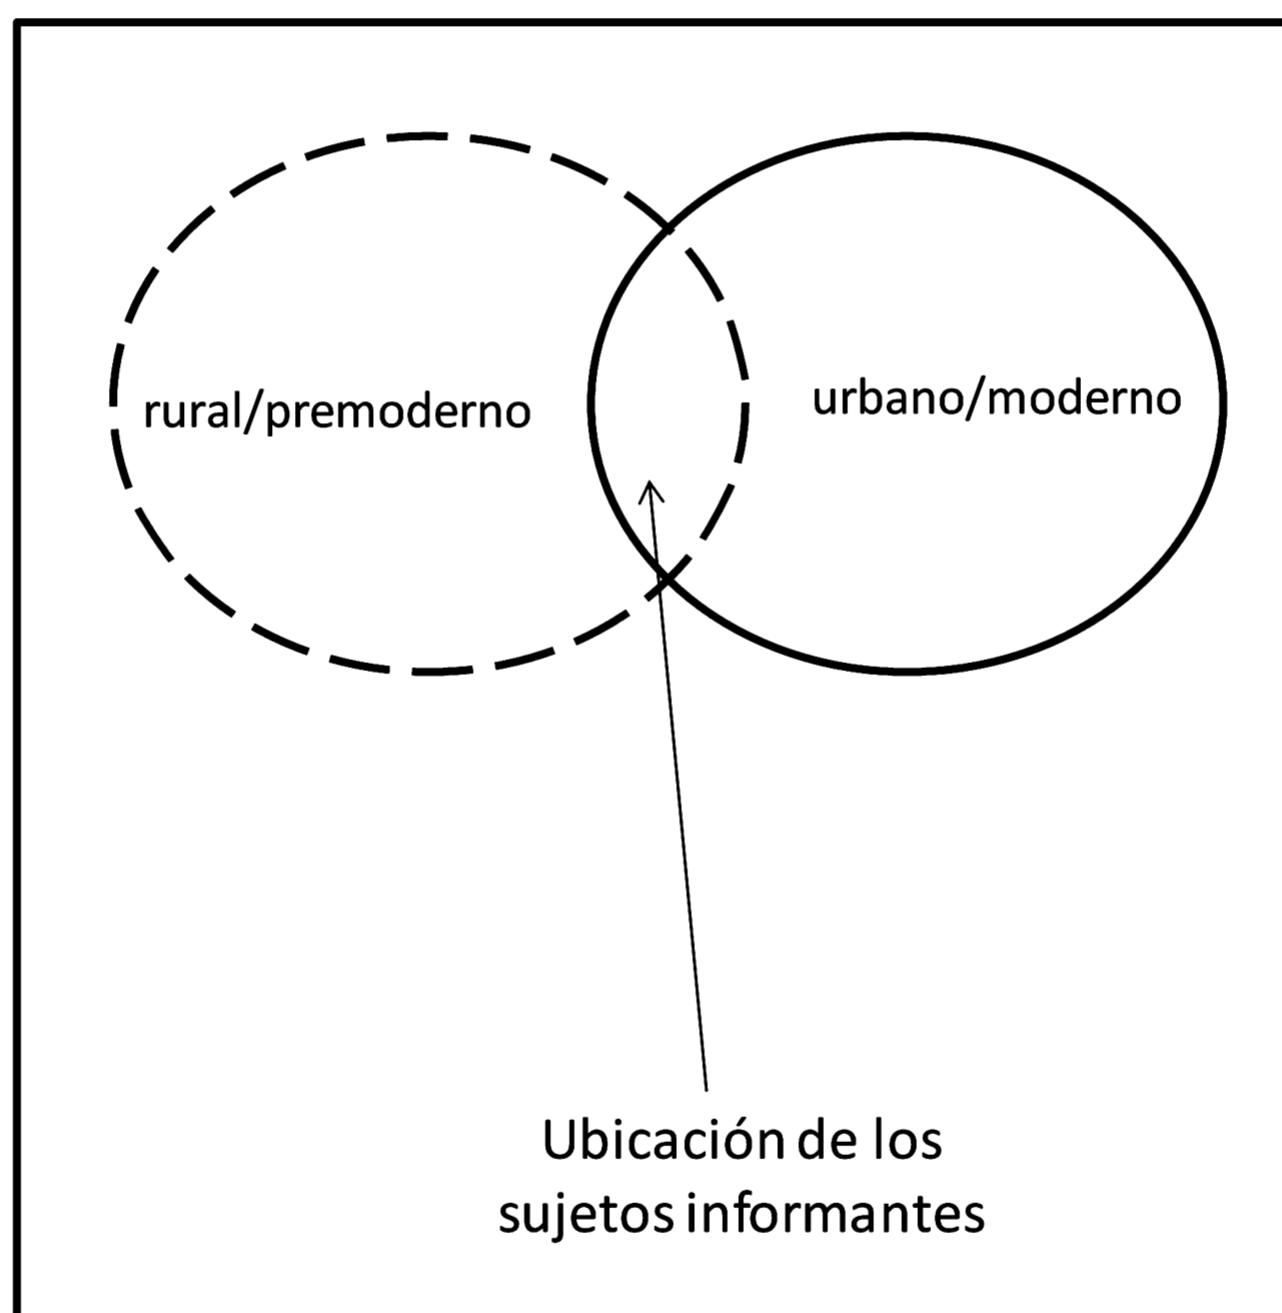 rural/premoderno
urbano/moderno
Ubicación de los
sujetos informantes